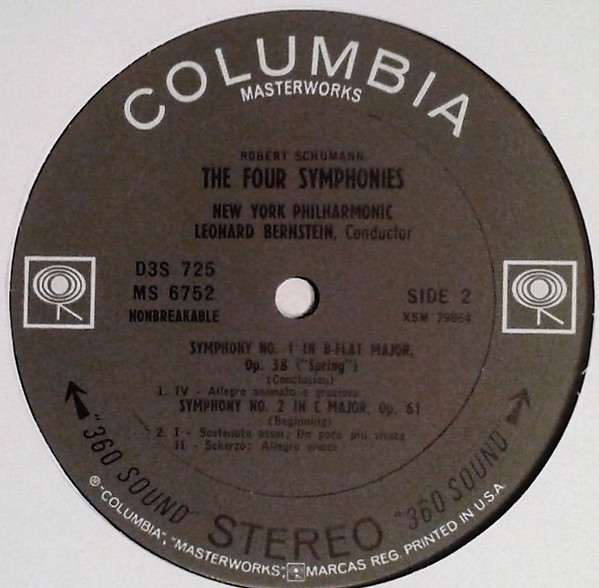 COLUMBIA
MASTERWORKS
ROBERT SCHUMANN
THE FOUR SYMPHONIES
NEW YORK PHILHARMONIC
LEONARD BERNSTEIN, Conductor
D3S 725
MS 6752
NONBREAKABLE
SIDE 2
XSM 79864
SYMPHONY NO. 1 IN B-FLAT MAJOR,
Op. 38 ("Spring")
(Conclusion)
1. IV - Allegro animato e grazioso
SYMPHONY NO. 2 IN C MAJOR, Op. 61
(Beginning)
2. I - Sostenuto assai; Un poco più vivace
II - Scherzo: Allegro vivace
"360 SOUND" STEREO "360 SOUND"
® "COLUMBIA", "MASTERWORKS", MARCAS REG. PRINTED IN U.S.A.